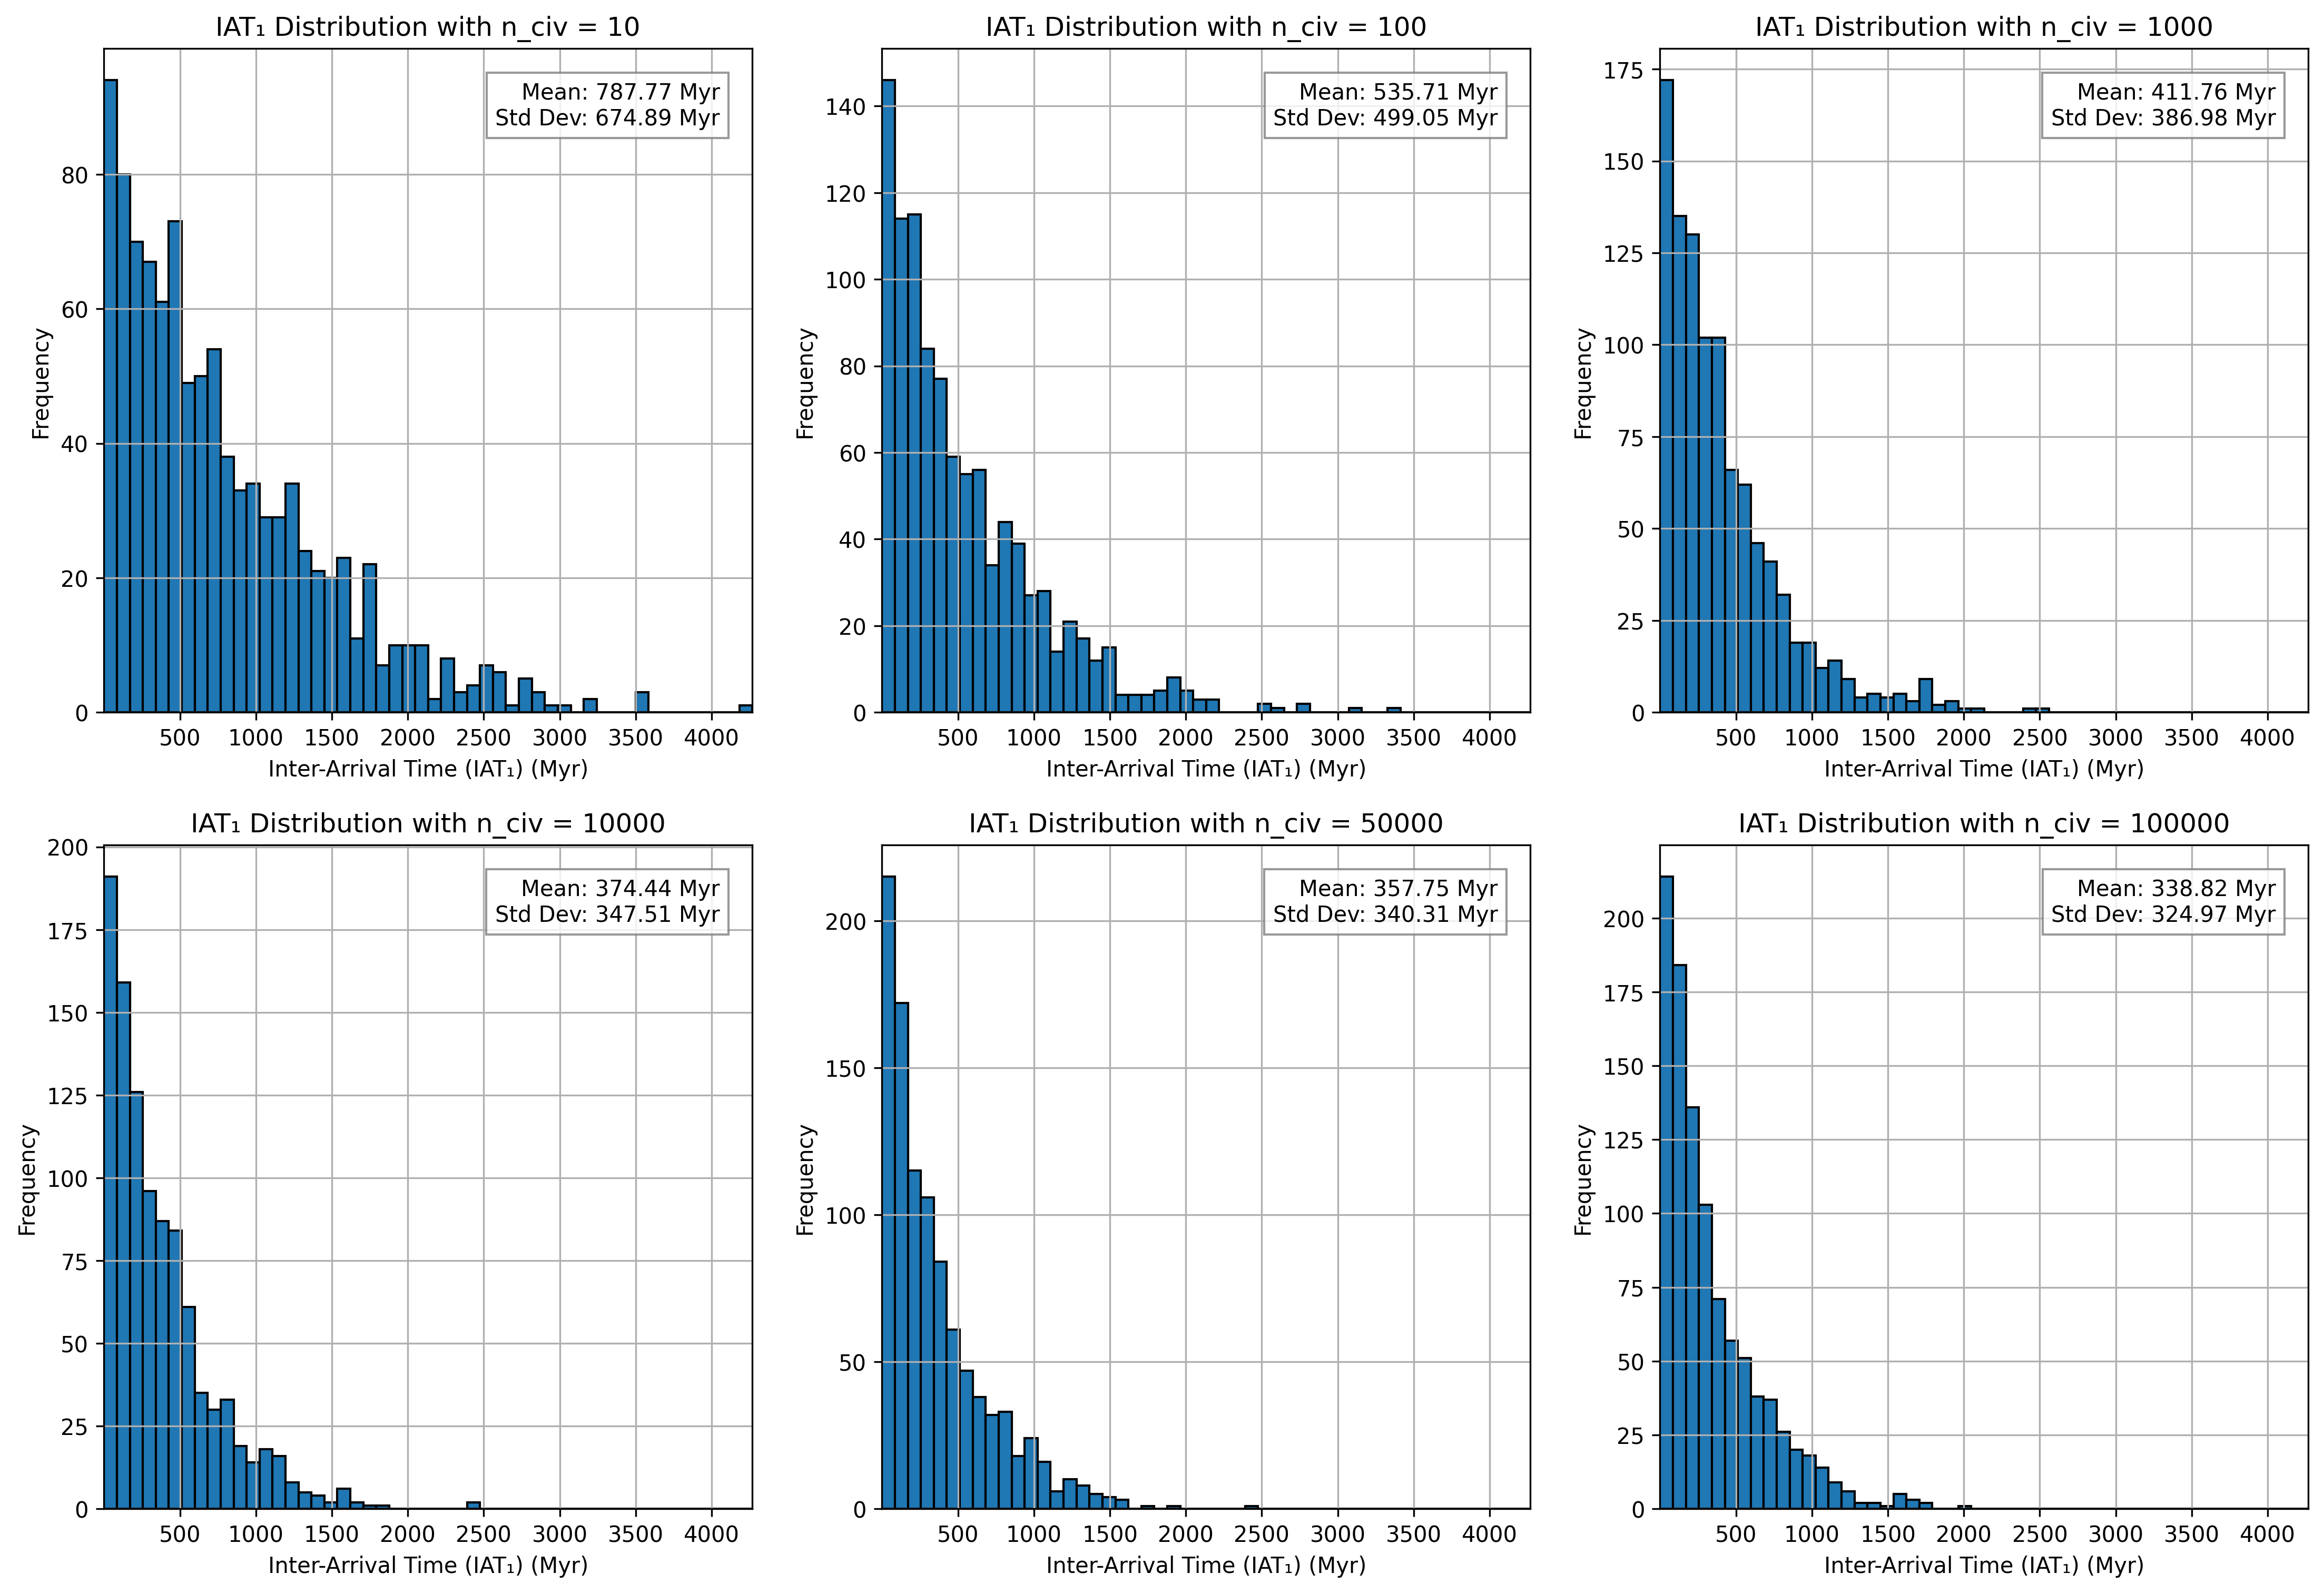 IAT₁ Distribution with n_civ = 10
Mean: 787.77 Myr
Std Dev: 674.89 Myr
Frequency
80
60
40
20
0
500 1000 1500 2000 2500 3000 3500 4000
Inter-Arrival Time (IAT₁) (Myr)
IAT₁ Distribution with n_civ = 100
Mean: 535.71 Myr
Std Dev: 499.05 Myr
Frequency
140
120
100
80
60
40
20
0
500 1000 1500 2000 2500 3000 3500 4000
Inter-Arrival Time (IAT₁) (Myr)
IAT₁ Distribution with n_civ = 1000
Mean: 411.76 Myr
Std Dev: 386.98 Myr
Frequency
175
150
125
100
75
50
25
0
500 1000 1500 2000 2500 3000 3500 4000
Inter-Arrival Time (IAT₁) (Myr)
IAT₁ Distribution with n_civ = 10000
Mean: 374.44 Myr
Std Dev: 347.51 Myr
Frequency
200
175
150
125
100
75
50
25
0
500 1000 1500 2000 2500 3000 3500 4000
Inter-Arrival Time (IAT₁) (Myr)
IAT₁ Distribution with n_civ = 50000
Mean: 357.75 Myr
Std Dev: 340.31 Myr
Frequency
200
150
100
50
0
500 1000 1500 2000 2500 3000 3500 4000
Inter-Arrival Time (IAT₁) (Myr)
IAT₁ Distribution with n_civ = 100000
Mean: 338.82 Myr
Std Dev: 324.97 Myr
Frequency
200
175
150
125
100
75
50
25
0
500 1000 1500 2000 2500 3000 3500 4000
Inter-Arrival Time (IAT₁) (Myr)